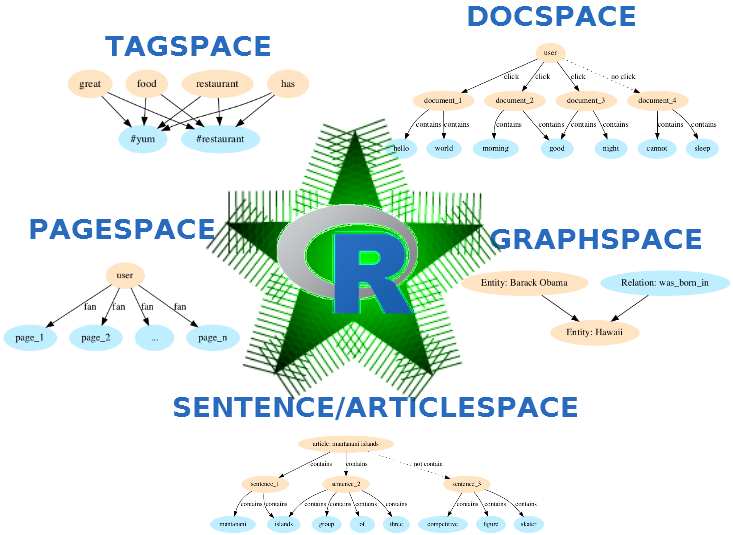 DOCSPACE
user
click click click no click
document_1 document_2 document_3 document_4
contains contains contains contains contains contains contains contains
hello world morning good night cannot sleep
TAGSPACE
great food restaurant has
#yum #restaurant
PAGESPACE
user
fan fan fan fan
page_1 page_2 ... page_n
R
GRAPHSPACE
Entity: Barack Obama Relation: was_born_in
Entity: Hawaii
SENTENCE/ARTICLESPACE
article: mantanani islands
contains contains not contain
sentence_1 sentence_2 sentence_3
contains contains contains contains contains contains contains contains contains
mantanani islands group of three competitive figure skater